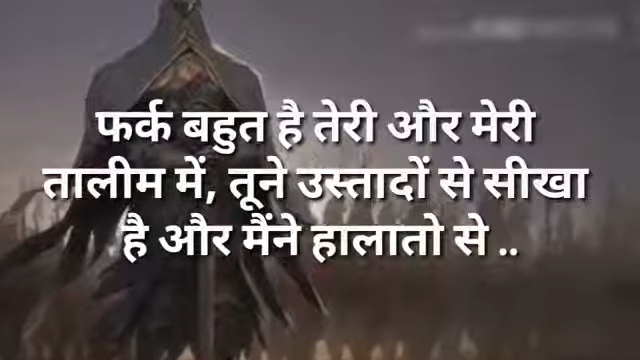 फर्क बहुत है तेरी और मेरी
तालीम में, तूने उस्तादों से सीखा
है और मैंने हालातो से ..